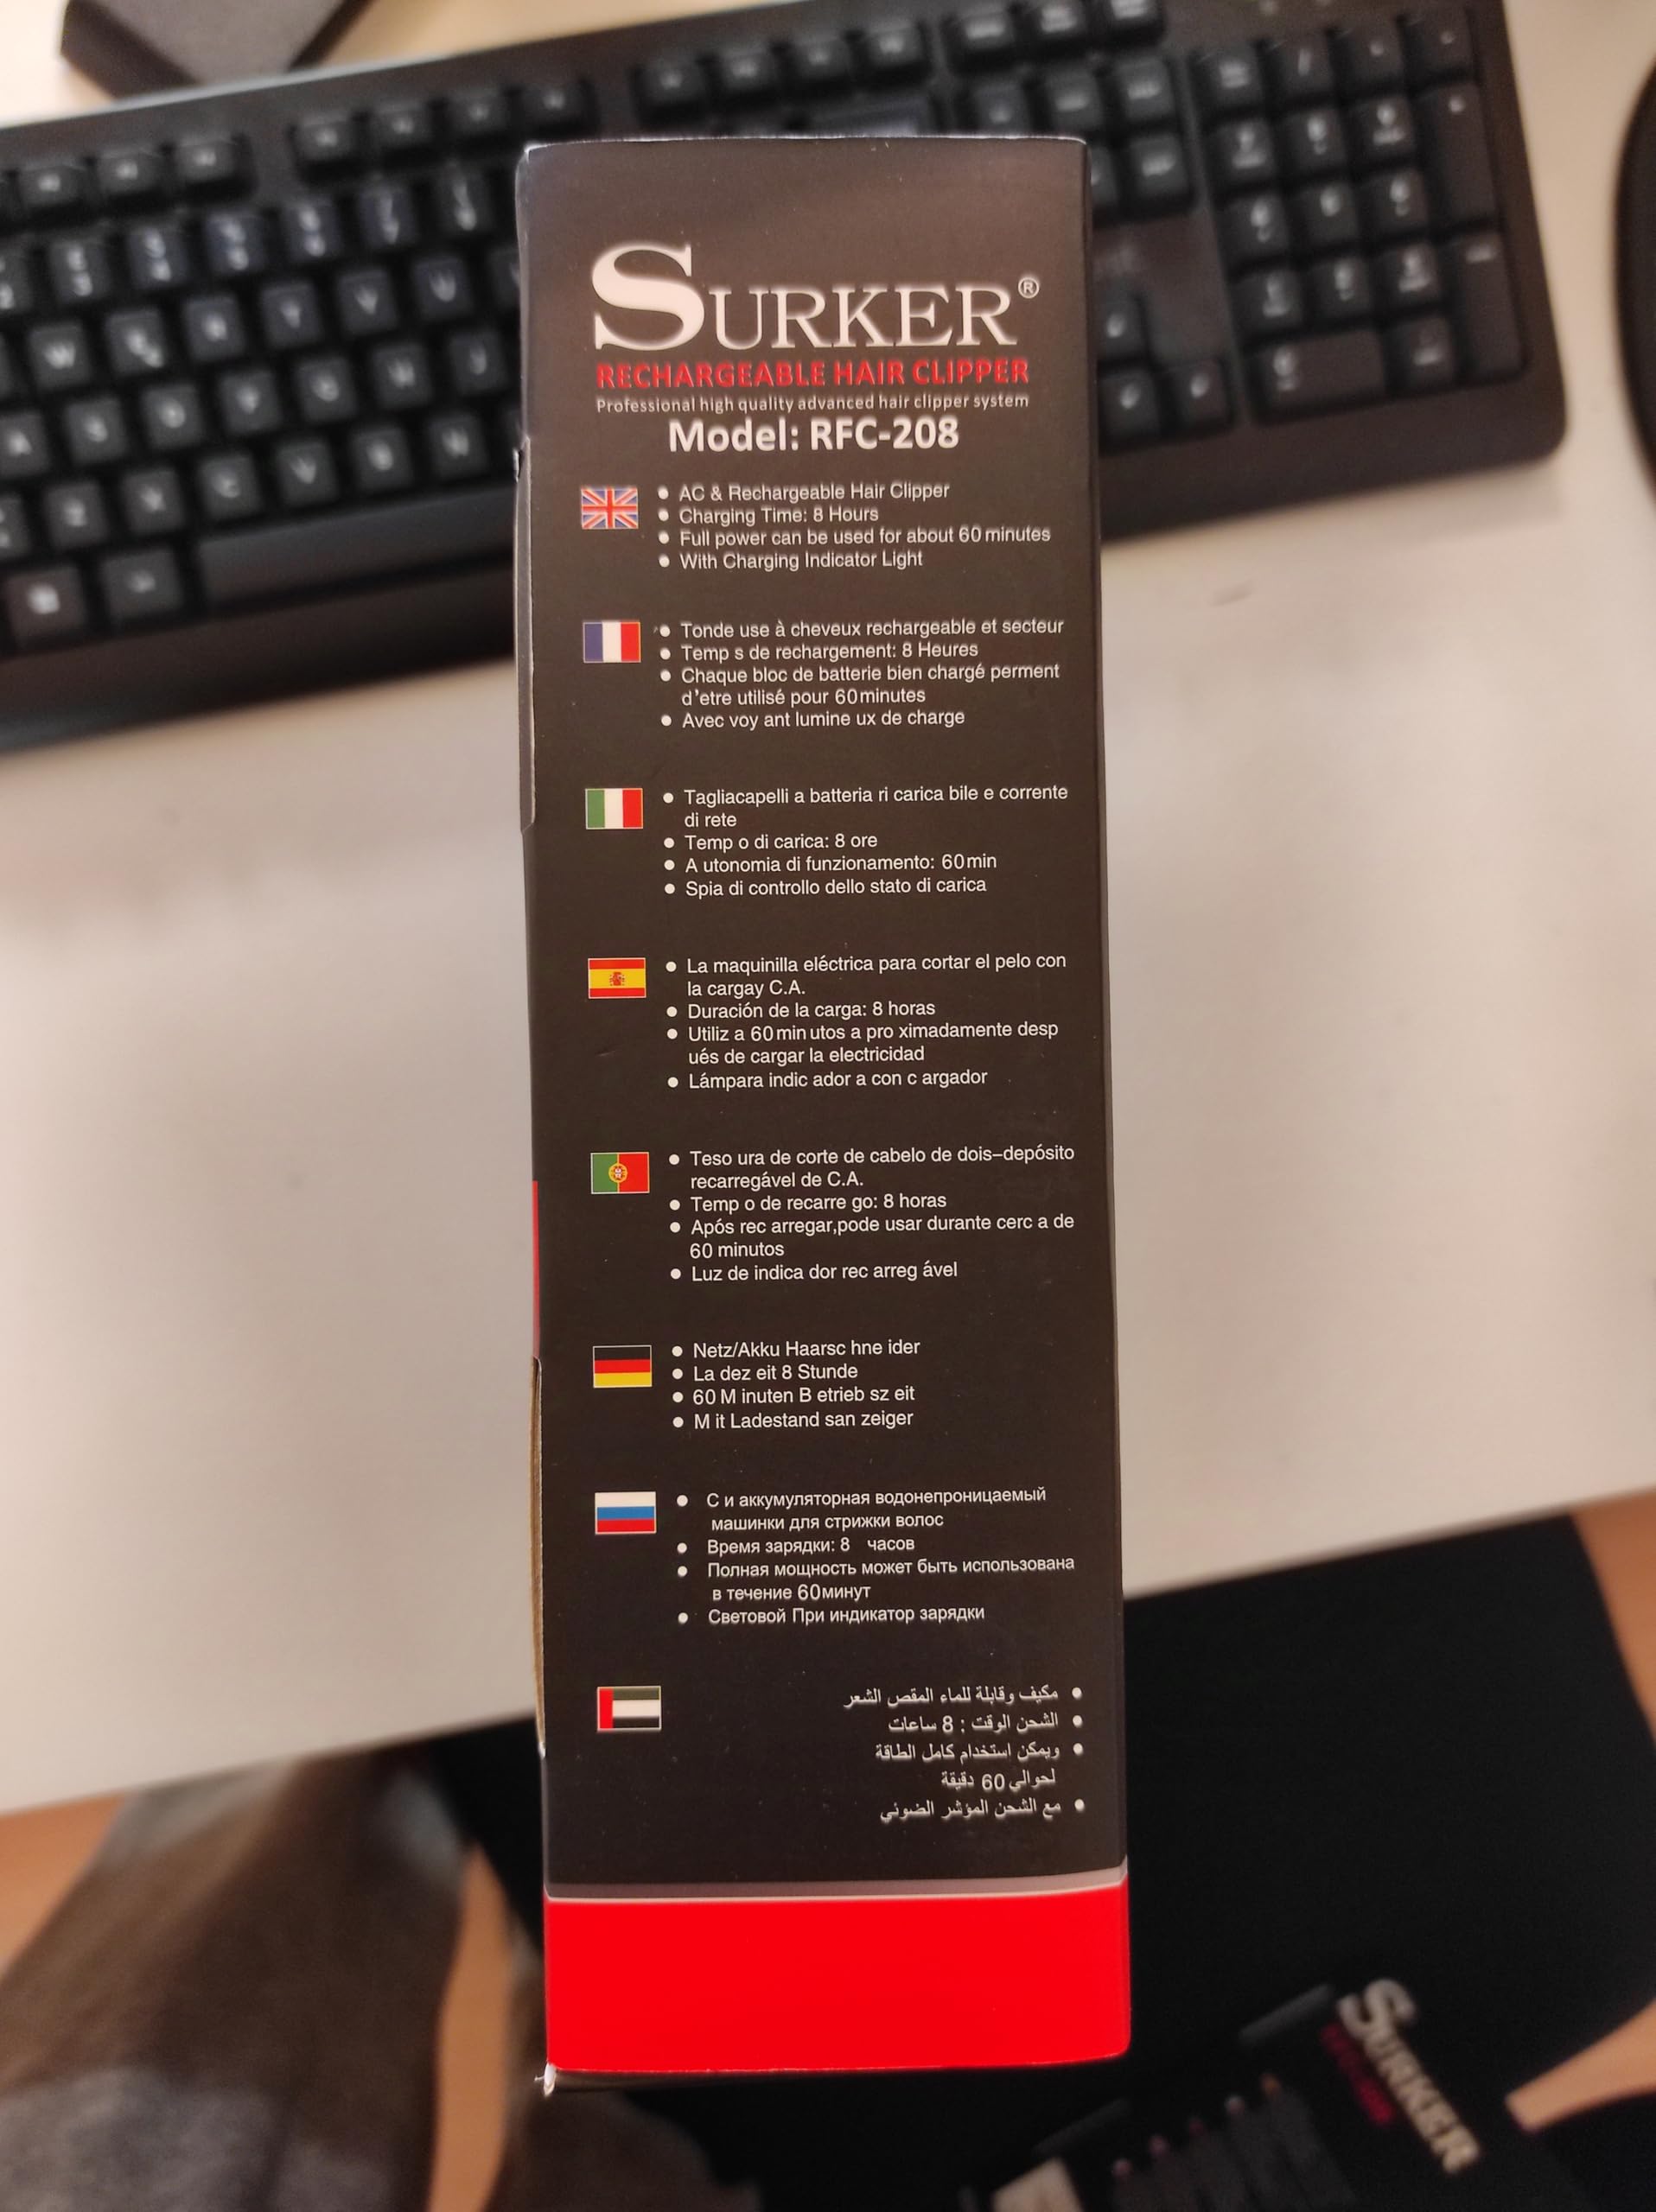 SURKER®
RECHARGEABLE HAIR CLIPPER
Professional high quality advanced hair clipper system
Model: RFC-208
● AC & Rechargeable Hair Clipper
● Charging Time: 8 Hours
● Full power can be used for about 60 minutes
● With Charging Indicator Light
● Tonde use à cheveux rechargeable et secteur
● Temp s de rechargement: 8 Heures
● Chaque bloc de batterie bien chargé perment
d'etre utilisé pour 60minutes
● Avec voy ant lumine ux de charge
● Tagliacapelli a batteria ri carica bile e corrente
di rete
● Temp o di carica: 8 ore
● A utonomia di funzionamento: 60min
● Spia di controllo dello stato di carica
● La maquinilla eléctrica para cortar el pelo con
la cargay C.A.
● Duración de la carga: 8 horas
● Utiliz a 60min utos a pro ximadamente desp
ués de cargar la electricidad
● Lámpara indic ador a con c argador
● Teso ura de corte de cabelo de dois–depósito
recarregável de C.A.
● Temp o de recarre go: 8 horas
● Após rec arregar,pode usar durante cerc a de
60 minutos
● Luz de indica dor rec arreg ável
● Netz/Akku Haarsc hne ider
● La dez eit 8 Stunde
● 60 M inuten B etrieb sz eit
● M it Ladestand san zeiger
● С и аккумуляторная водонепроницаемый
машинки для стрижки волос
● Время зарядки: 8 часов
● Полная мощность может быть использована
в течение 60минут
● Световой При индикатор зарядки
● مكيف وقابلة للماء المقص الشعر
● الشحن الوقت : 8 ساعات
● ويمكن استخدام كامل الطاقة
لحوالي 60 دقيقة
● مع الشحن المؤشر الضوئي
SURKER